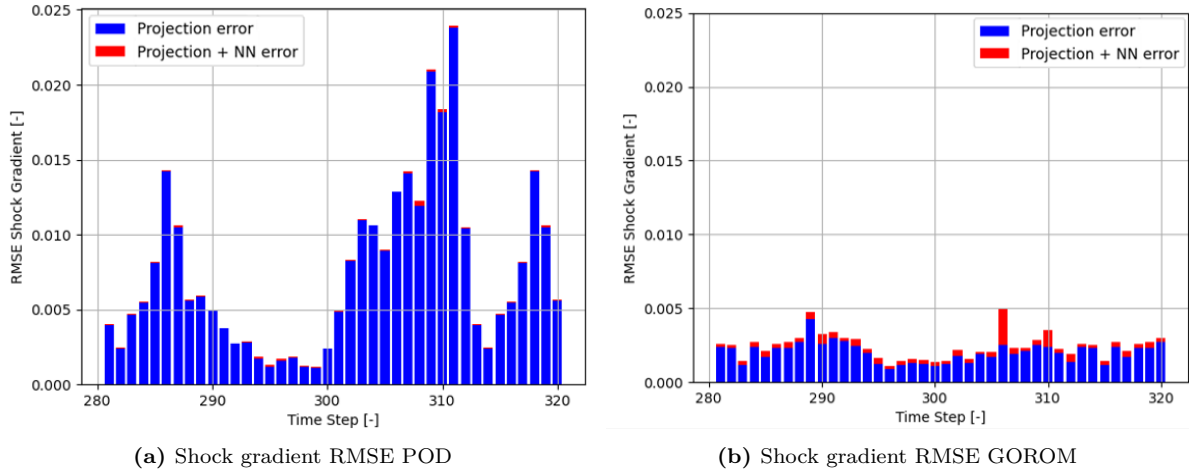 0.025
0.020
0.015
0.010
0.005
0.000
RMSE Shock Gradient [-]
Projection error
Projection + NN error
280 290 300 310 320
Time Step [-]
(a) Shock gradient RMSE POD
0.025
0.020
0.015
0.010
0.005
0.000
RMSE Shock Gradient [-]
Projection error
Projection + NN error
280 290 300 310 320
Time Step [-]
(b) Shock gradient RMSE GOROM